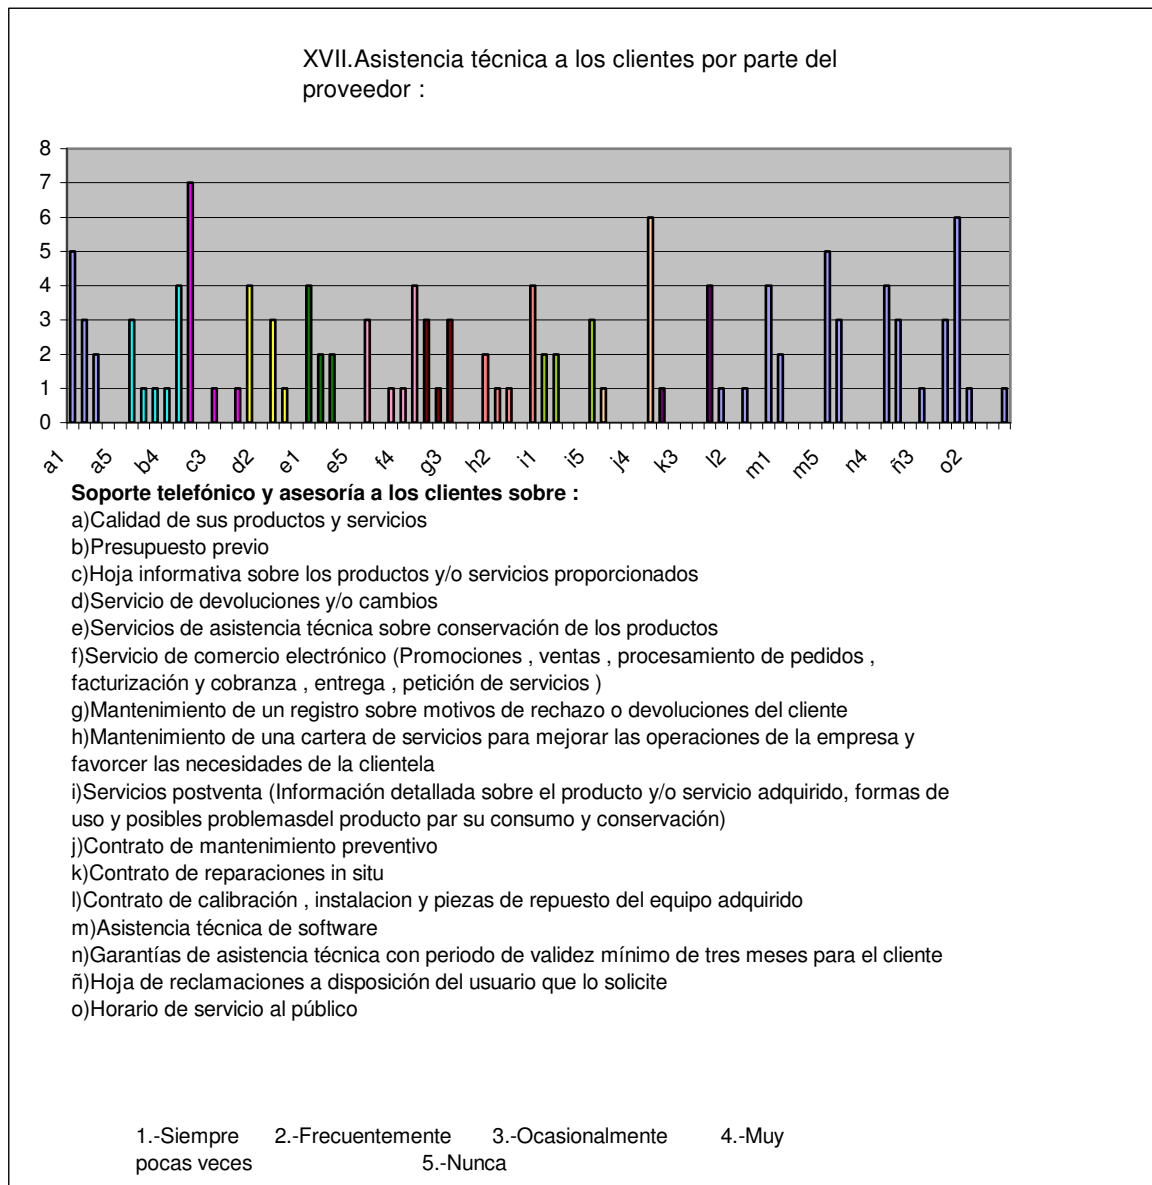 XVII.Asistencia técnica a los clientes por parte del
proveedor :
8
7
6
5
4
3
2
1
0
a1 a5 b4 c3 d2 e1 e5 f4 g3 h2 i1 i5 j4 k3 l2 m1 m5 n4 ñ3 o2
Soporte telefónico y asesoría a los clientes sobre :
a)Calidad de sus productos y servicios
b)Presupuesto previo
c)Hoja informativa sobre los productos y/o servicios proporcionados
d)Servicio de devoluciones y/o cambios
e)Servicios de asistencia técnica sobre conservación de los productos
f)Servicio de comercio electrónico (Promociones , ventas , procesamiento de pedidos ,
facturización y cobranza , entrega , petición de servicios )
g)Mantenimiento de un registro sobre motivos de rechazo o devoluciones del cliente
h)Mantenimiento de una cartera de servicios para mejorar las operaciones de la empresa y
favorcer las necesidades de la clientela
i)Servicios postventa (Información detallada sobre el producto y/o servicio adquirido, formas de
uso y posibles problemasdel producto par su consumo y conservación)
j)Contrato de mantenimiento preventivo
k)Contrato de reparaciones in situ
l)Contrato de calibración , instalacion y piezas de repuesto del equipo adquirido
m)Asistencia técnica de software
n)Garantías de asistencia técnica con periodo de validez mínimo de tres meses para el cliente
ñ)Hoja de reclamaciones a disposición del usuario que lo solicite
o)Horario de servicio al público
1.-Siempre 2.-Frecuentemente 3.-Ocasionalmente 4.-Muy
pocas veces 5.-Nunca